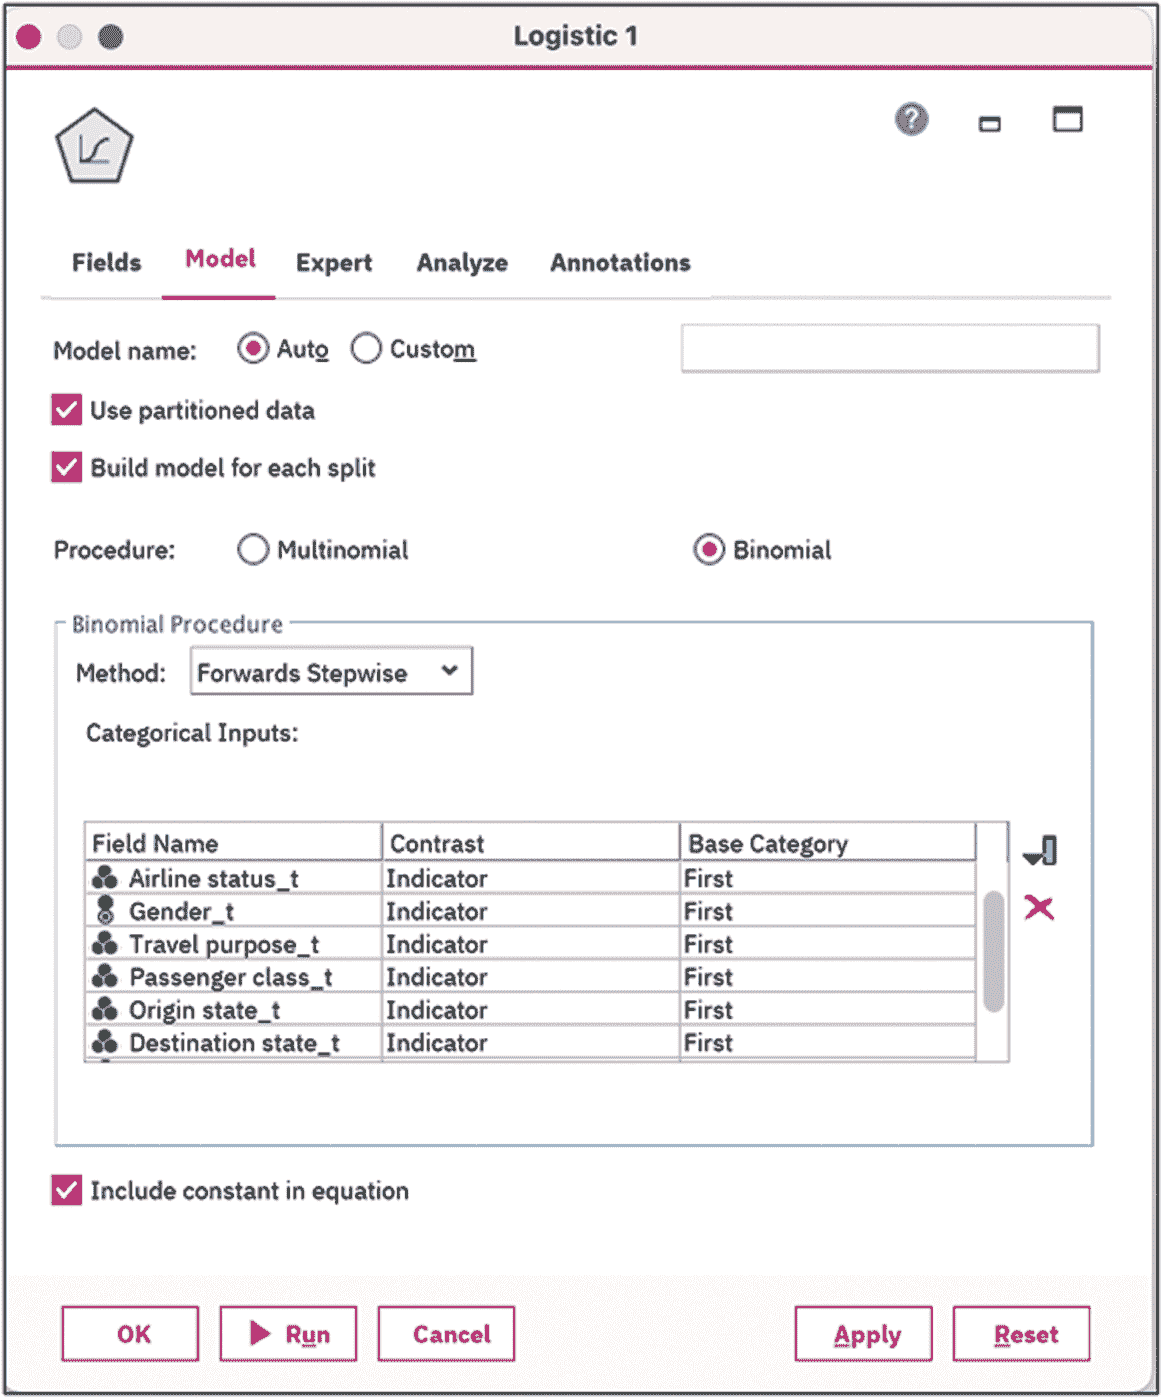 Logistic 1
?
Fields Model Expert Analyze Annotations
Model name: Auto Custom
Use partitioned data
Build model for each split
Procedure: Multinomial Binomial
Binomial Procedure
Method: Forwards Stepwise
Categorical Inputs:
Field Name Contrast Base Category
Airline status_t Indicator First
Gender_t Indicator First
Travel purpose_t Indicator First
Passenger class_t Indicator First
Origin state_t Indicator First
Destination state_t Indicator First
Include constant in equation
OK Run Cancel Apply Reset